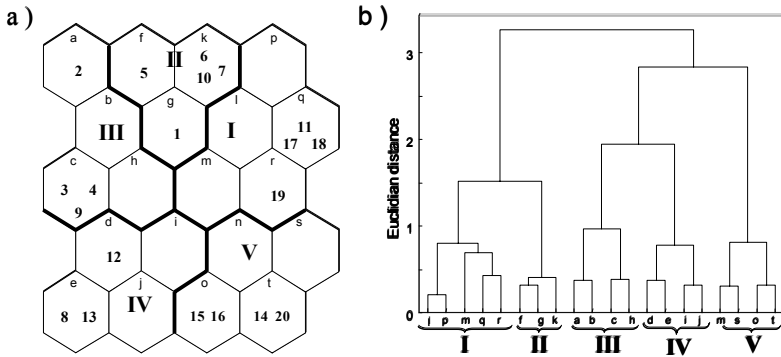 a) b)
a f k p
2 5 II 6 10 7
b g l q
III 1 I 11 17 18
c h m r
3 4 9 19
d i n s
12 V
e j o t
8 13 IV 15 16 14 20
Euclidian distance
3
2
1
0
j p m q r f g k a b c h d e i j m s o t
I II III IV V